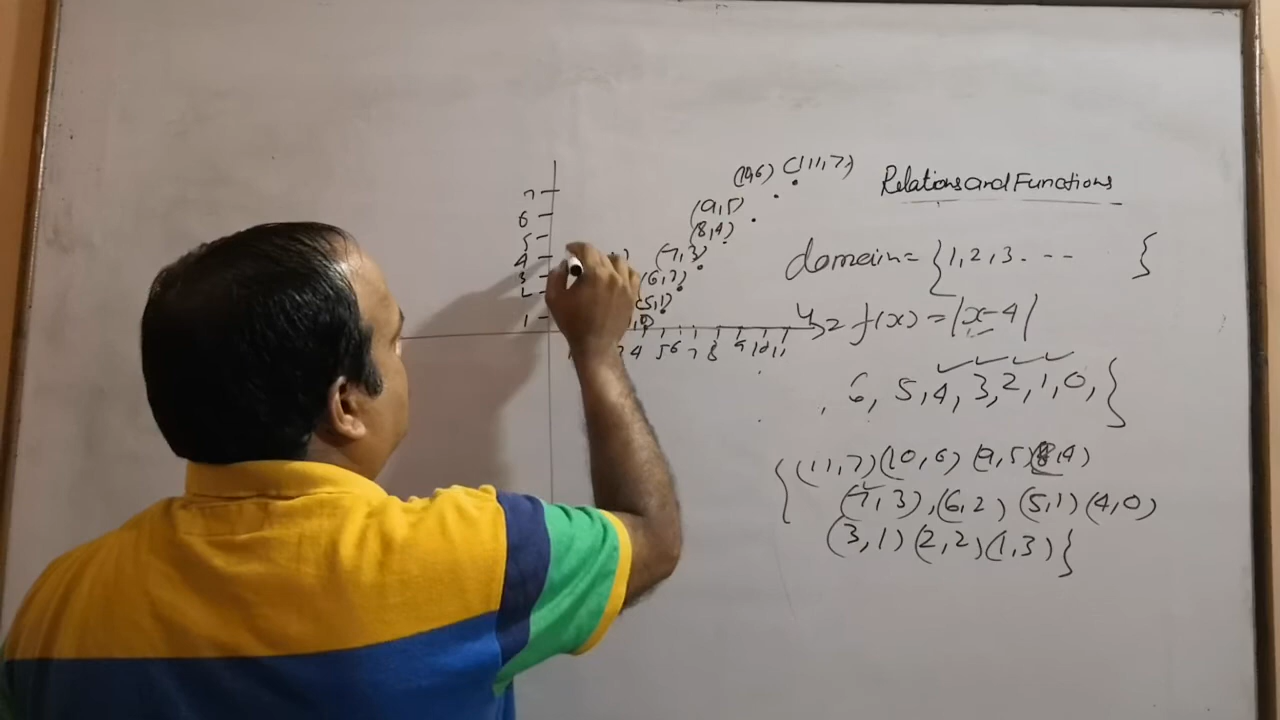 Relations and Functions
domain = {1, 2, 3 . - - - }
y = f(x) = |x-4|
, 6, 5, 4, 3, 2, 1, 0, }
{ (11, 7) (10, 6) (9, 5) (8, 4)
(7, 3), (6, 2) (5, 1) (4, 0)
(3, 1) (2, 2) (1, 3) }
(10, 6) (11, 7)
7
6 (9, 5)
5 (8, 4)
4 (7, 3)
3 (6, 2)
2 (5, 1)
1
4 5 6 7 8 9 10 11